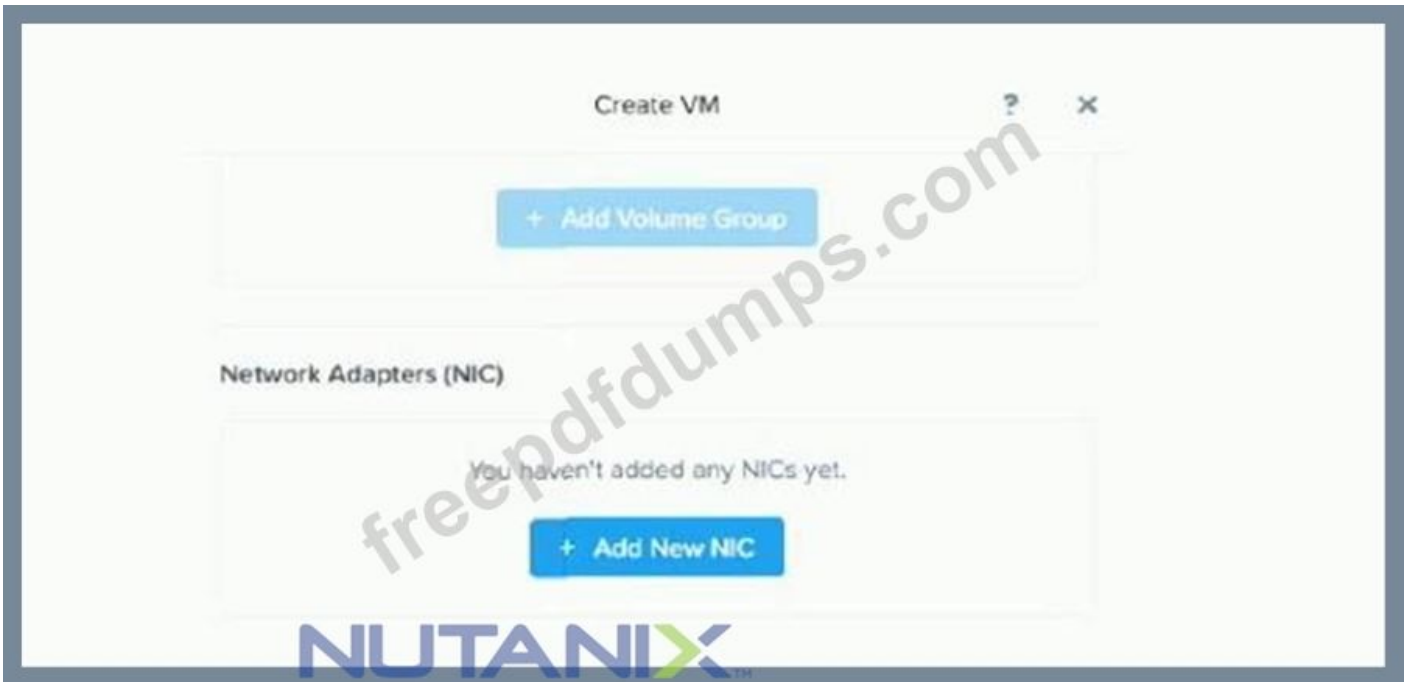 Create VM ? ×
+ Add Volume Group
Network Adapters (NIC)
You haven't added any NICs yet.
+ Add New NIC
freepdfdumps.com
NUTANIX™